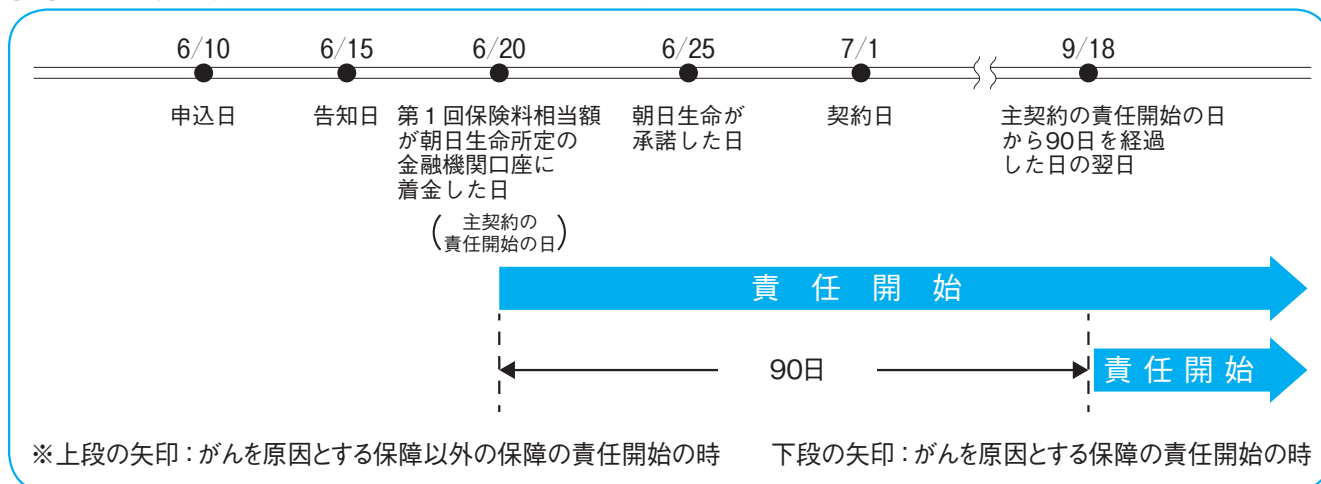 6/10
6/15
6/20
6/25
7/1
9/18
申込日
告知日
第1回保険料相当額
が朝日生命所定の
金融機関口座に
着金した日
(主契約の
責任開始の日)
朝日生命が
承諾した日
契約日
主契約の責任開始の日
から90日を経過
した日の翌日
責任開始
90日
責任開始
※上段の矢印:がんを原因とする保障以外の保障の責任開始の時
下段の矢印:がんを原因とする保障の責任開始の時